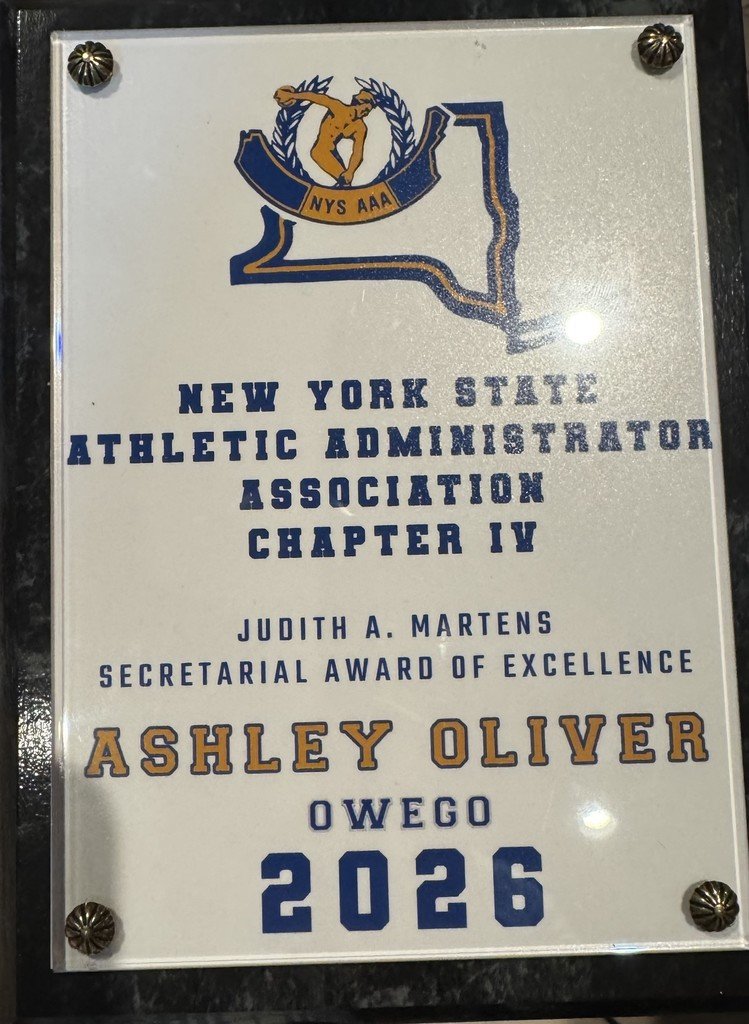 NYS AAA
NEW YORK STATE
ATHLETIC ADMINISTRATOR
ASSOCIATION
CHAPTER IV
JUDITH A. MARTENS
SECRETARIAL AWARD OF EXCELLENCE
ASHLEY OLIVER
OWEGO
2026